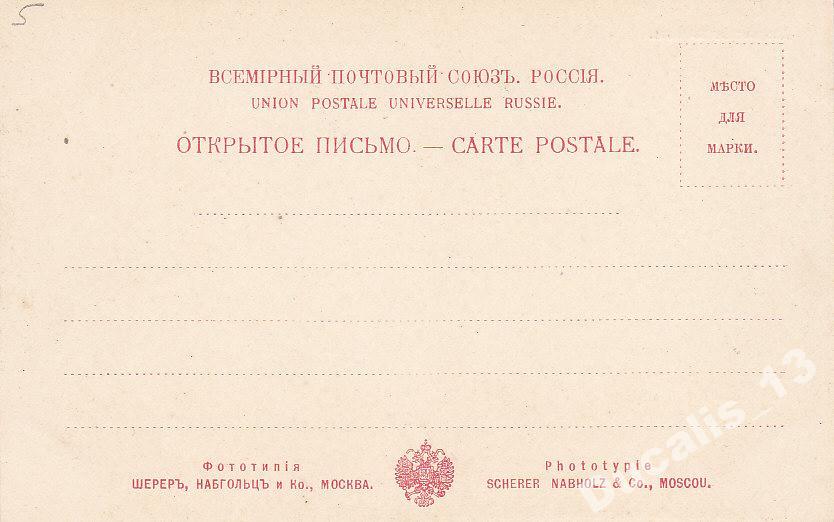 5
ВСЕМІРНЫЙ ПОЧТОВЫЙ СОЮЗЪ. РОССІЯ.
UNION POSTALE UNIVERSELLE RUSSIE.
ОТКРЫТОЕ ПИСЬМО. — CARTE POSTALE.
МѢСТО
ДЛЯ
МАРКИ.
Фототипія
ШЕРЕРЪ, НАБГОЛЬЦЪ и Ко., МОСКВА.
Phototypie
SCHERER NABHOLZ & Co., MOSCOU.
bucalis_13